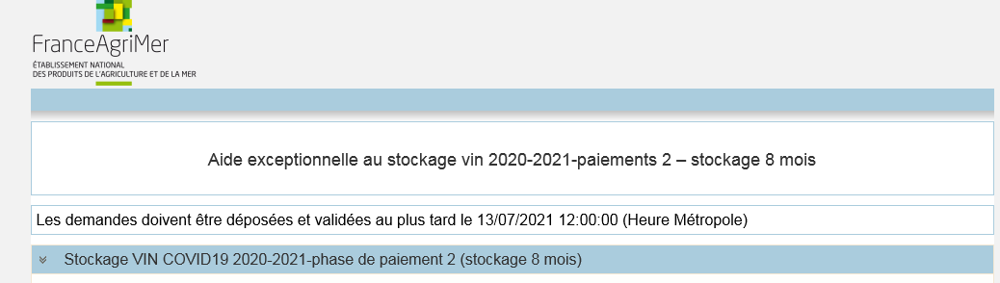 FranceAgriMer
ÉTABLISSEMENT NATIONAL
DES PRODUITS DE L'AGRICULTURE ET DE LA MER
Aide exceptionnelle au stockage vin 2020-2021-paiements 2 – stockage 8 mois
Les demandes doivent être déposées et validées au plus tard le 13/07/2021 12:00:00 (Heure Métropole)
Stockage VIN COVID19 2020-2021-phase de paiement 2 (stockage 8 mois)